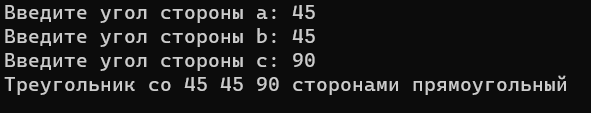 Введите угол стороны a: 45
Введите угол стороны b: 45
Введите угол стороны c: 90
Треугольник со 45 45 90 сторонами прямоугольный